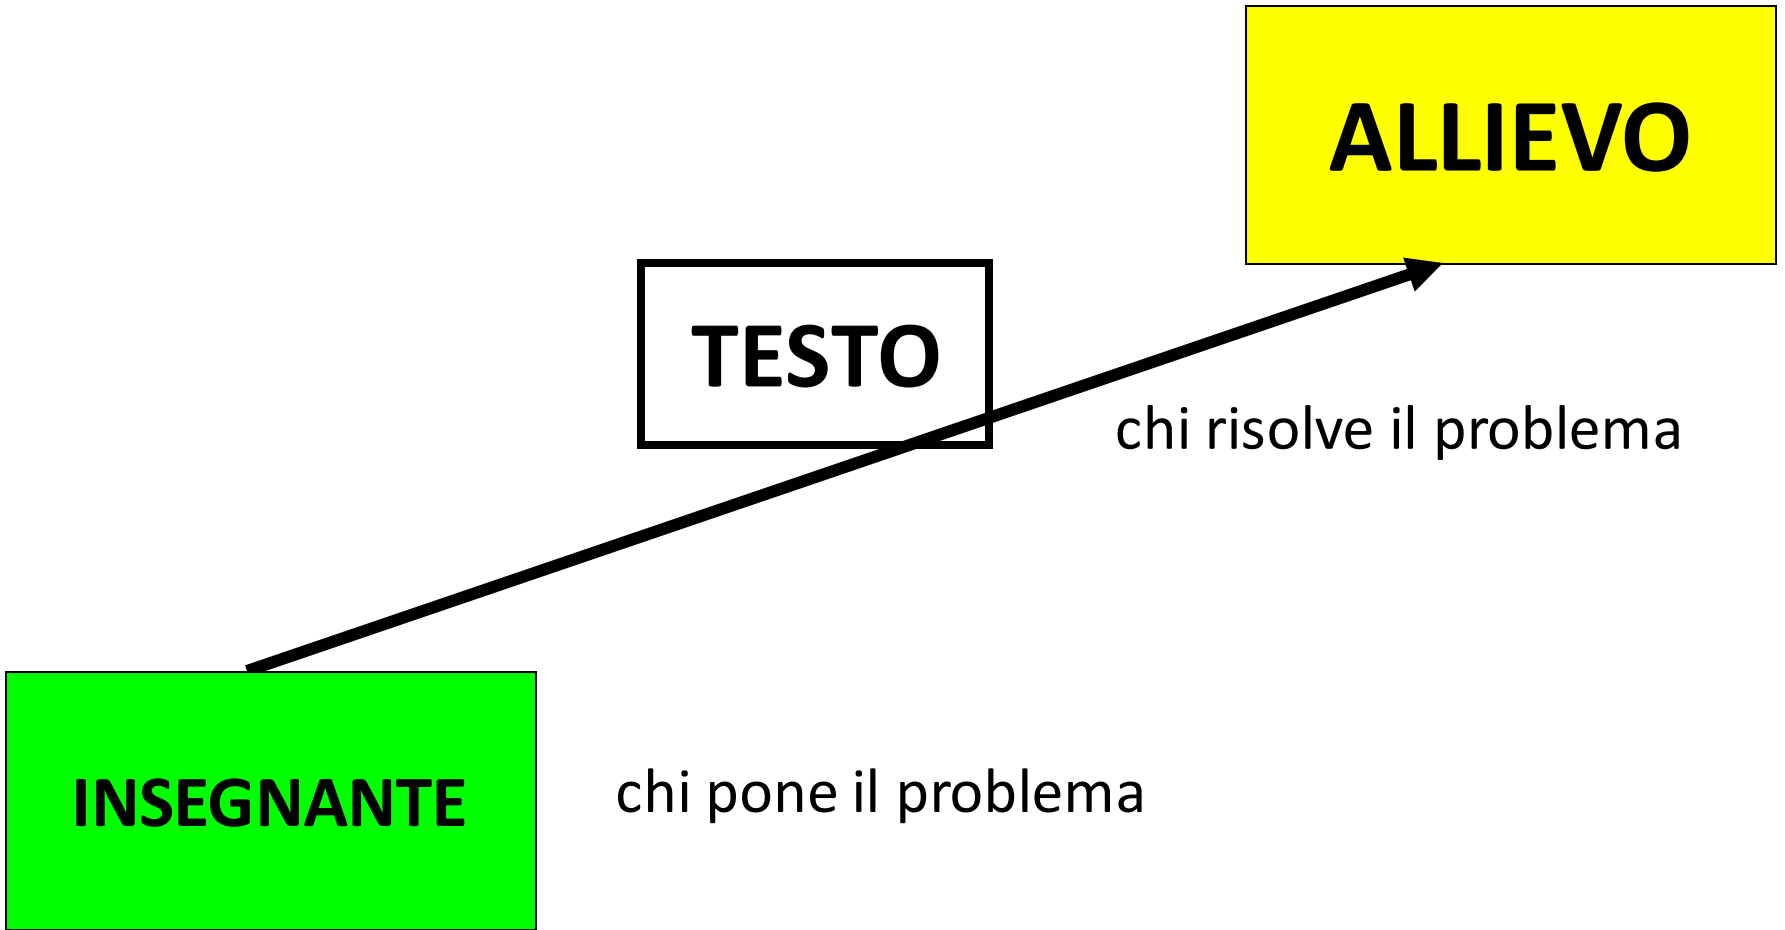 ALLIEVO
TESTO
chi risolve il problema
INSEGNANTE
chi pone il problema